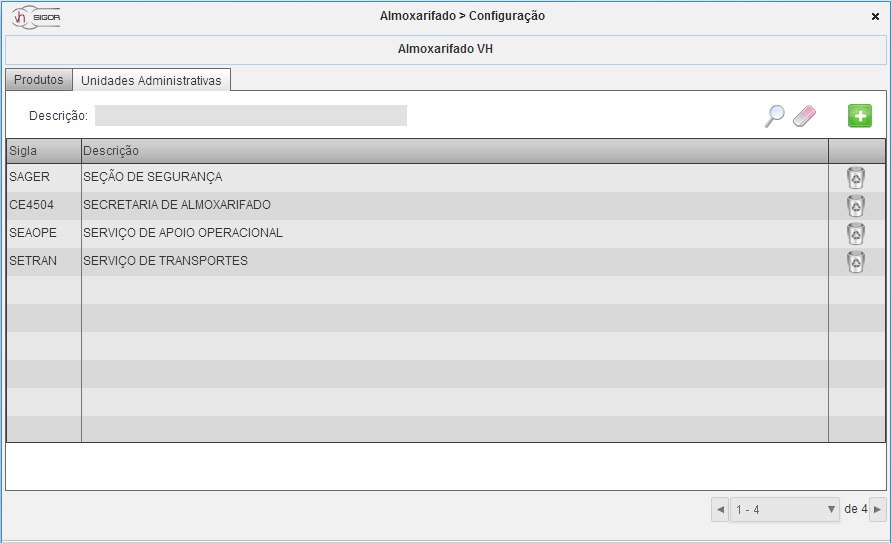 vh SIGOR
Almoxarifado > Configuração
Almoxarifado VH
Produtos Unidades Administrativas
Descrição:
Sigla Descrição
SAGER SEÇÃO DE SEGURANÇA
CE4504 SECRETARIA DE ALMOXARIFADO
SEAOPE SERVIÇO DE APOIO OPERACIONAL
SETRAN SERVIÇO DE TRANSPORTES
1 - 4 de 4